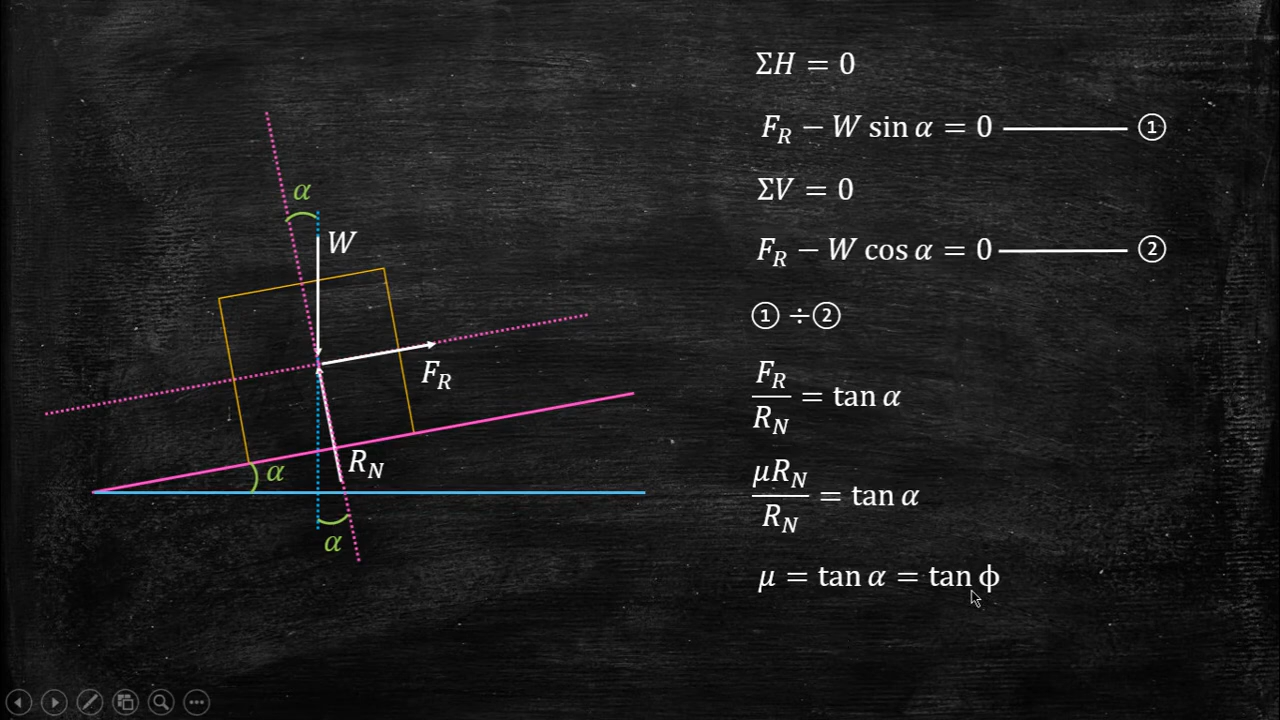 α
W
F_R
R_N
α
α
ΣH = 0
F_R − W sin α = 0 ——— ①
ΣV = 0
F_R − W cos α = 0 ——— ②
① ÷ ②
F_R / R_N = tan α
μR_N / R_N = tan α
μ = tan α = tan ϕ